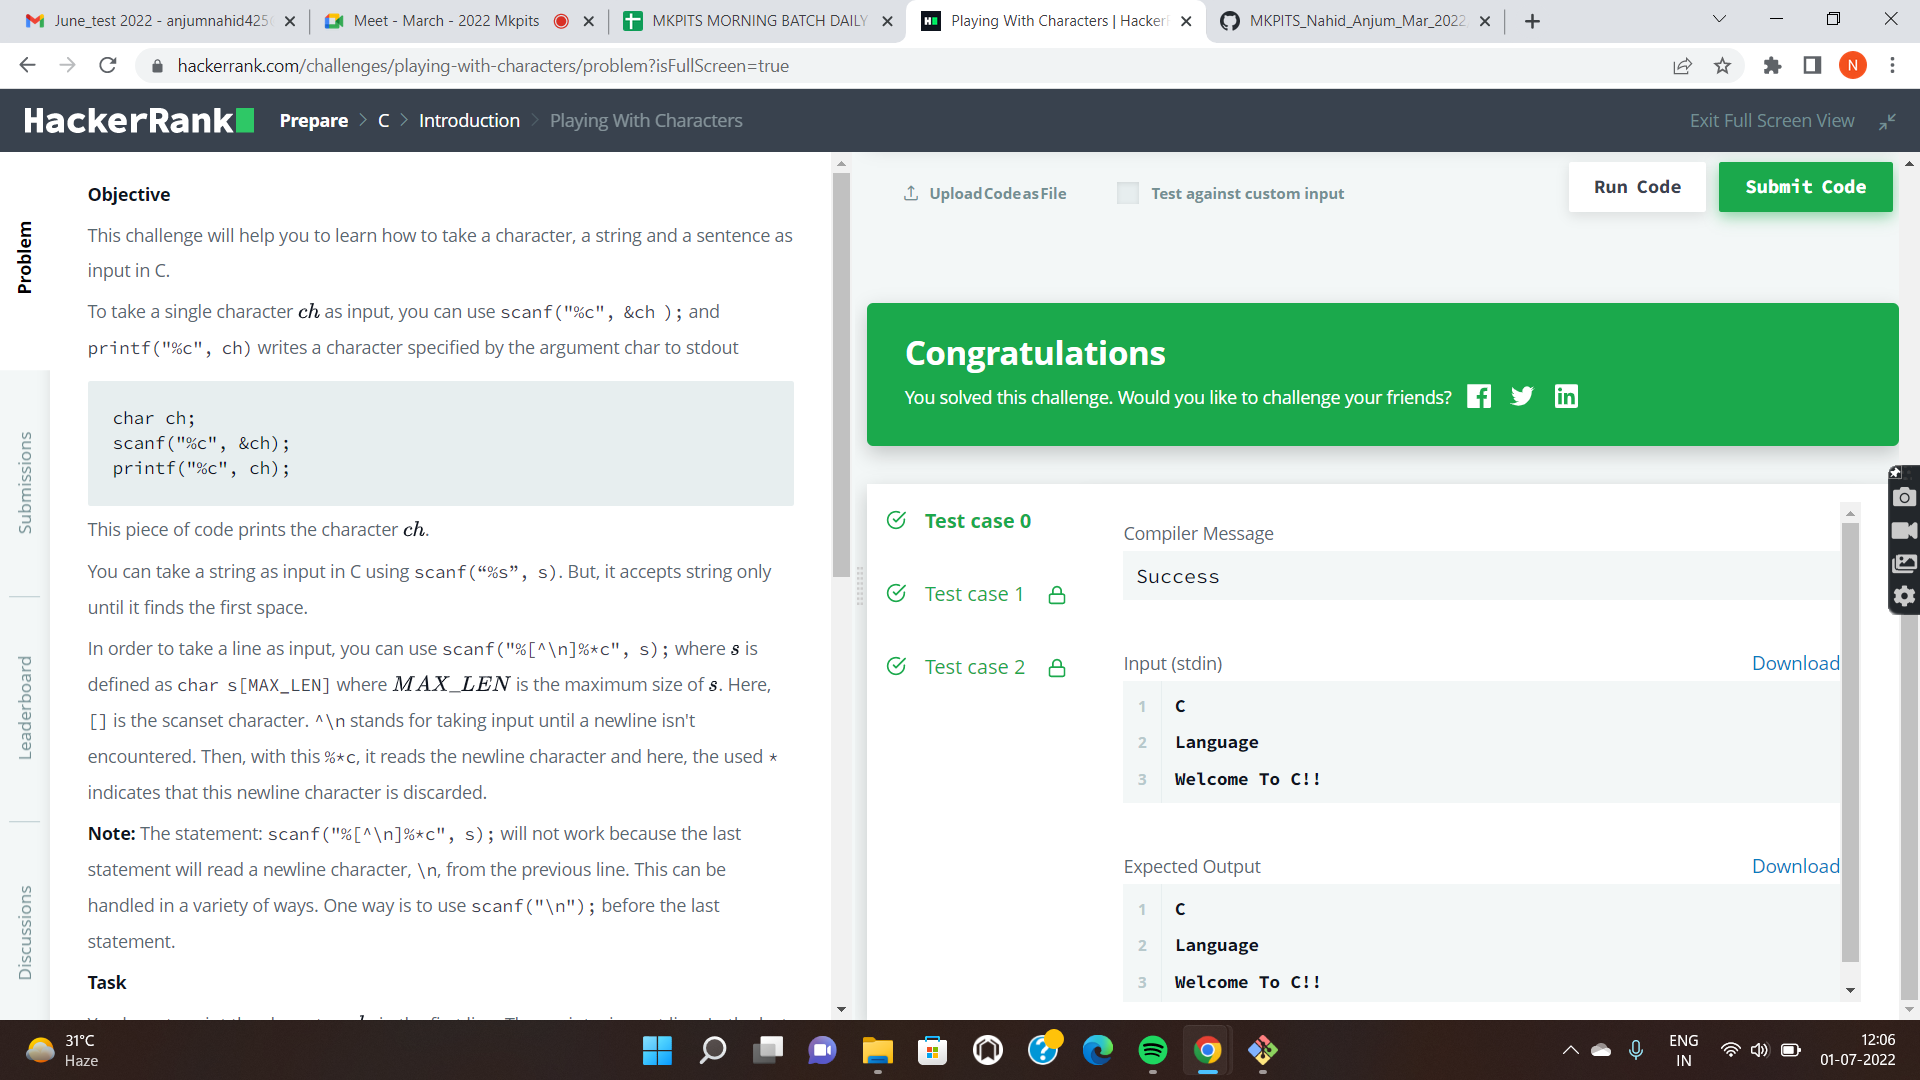 June_test 2022 - anjumnahid425
Meet - March - 2022 Mkpits
MKPITS MORNING BATCH DAILY
Playing With Characters | Hacker
MKPITS_Nahid_Anjum_Mar_2022
hackerrank.com/challenges/playing-with-characters/problem?isFullScreen=true
N
HackerRank
Prepare > C > Introduction > Playing With Characters
Exit Full Screen View
Problem
Submissions
Leaderboard
Discussions
Objective
This challenge will help you to learn how to take a character, a string and a sentence as
input in C.
To take a single character ch as input, you can use scanf("%c", &ch ); and
printf("%c", ch) writes a character specified by the argument char to stdout
char ch;
scanf("%c", &ch);
printf("%c", ch);
This piece of code prints the character ch.
You can take a string as input in C using scanf(“%s”, s). But, it accepts string only
until it finds the first space.
In order to take a line as input, you can use scanf("%[^\n]%*c", s); where s is
defined as char s[MAX_LEN] where MAX_LEN is the maximum size of s. Here,
[] is the scanset character. ^\n stands for taking input until a newline isn't
encountered. Then, with this %*c, it reads the newline character and here, the used *
indicates that this newline character is discarded.
Note: The statement: scanf("%[^\n]%*c", s); will not work because the last
statement will read a newline character, \n, from the previous line. This can be
handled in a variety of ways. One way is to use scanf("\n"); before the last
statement.
Task
Upload Code as File
Test against custom input
Run Code
Submit Code
Congratulations
You solved this challenge. Would you like to challenge your friends?
Test case 0
Test case 1
Test case 2
Compiler Message
Success
Input (stdin)
Download
1 C
2 Language
3 Welcome To C!!
Expected Output
Download
1 C
2 Language
3 Welcome To C!!
31°C
Haze
ENG
IN
12:06
01-07-2022